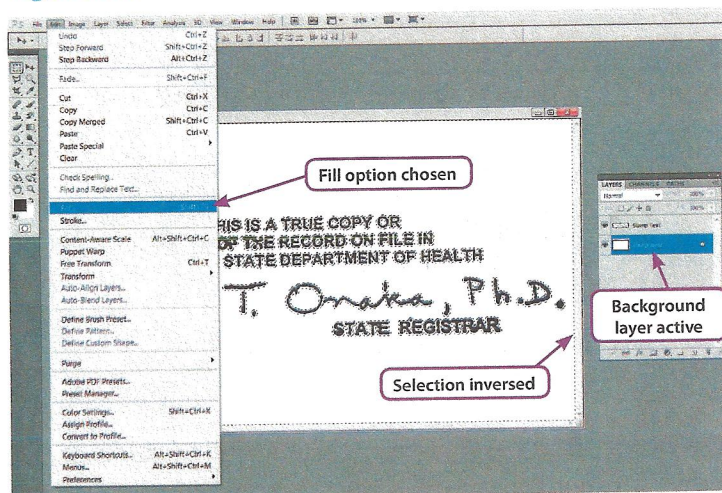 File Edit Image Layer Select Filter Analysis 3D View Window Help
Undo Ctrl+Z
Step Forward Shift+Ctrl+Z
Step Backward Alt+Ctrl+Z
Fade... Shift+Ctrl+F
Cut Ctrl+X
Copy Ctrl+C
Copy Merged Shift+Ctrl+C
Paste Ctrl+V
Paste Special
Clear
Check Spelling...
Find and Replace Text...
Stroke...
Content-Aware Scale Alt+Shift+Ctrl+C
Puppet Warp
Free Transform Ctrl+T
Transform
Auto-Align Layers...
Auto-Blend Layers...
Define Brush Preset...
Define Pattern...
Define Custom Shape...
Purge
Adobe PDF Presets...
Preset Manager...
Color Settings... Shift+Ctrl+K
Assign Profile...
Convert to Profile...
Keyboard Shortcuts... Alt+Shift+Ctrl+K
Menus... Alt+Shift+Ctrl+M
Preferences
Fill option chosen
HIS IS A TRUE COPY OR
OF THE RECORD ON FILE IN
STATE DEPARTMENT OF HEALTH
T. Onaka, Ph.D.
STATE REGISTRAR
Selection inversed
LAYERS CHANNELS PATHS
Normal
Stamp Text
Background
layer active